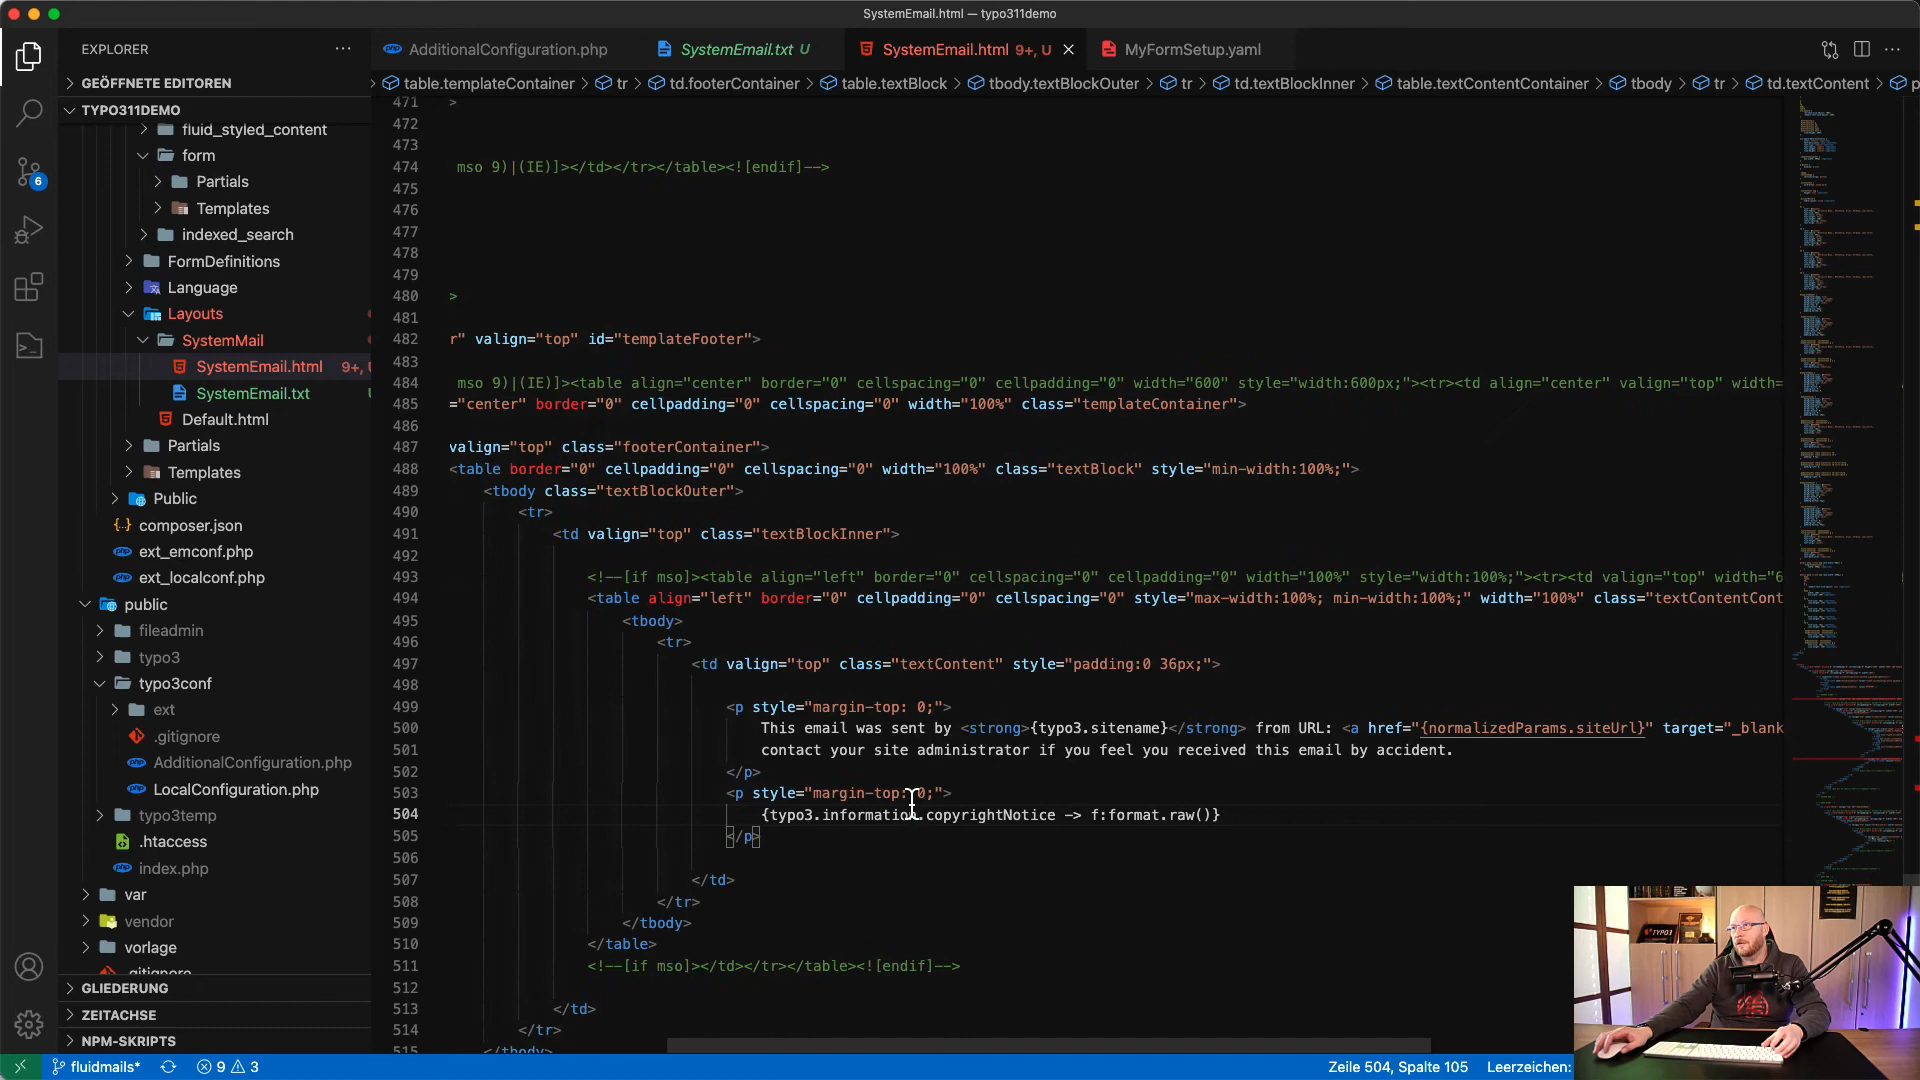 SystemEmail.html — typo311demo
EXPLORER
AdditionalConfiguration.php
SystemEmail.txt U
SystemEmail.html 9+, U
MyFormSetup.yaml
GEÖFFNETE EDITOREN
table.templateContainer > tr > td.footerContainer > table.textBlock > tbody.textBlockOuter > tr > td.textBlockInner > table.textContentContainer > tbody > tr > td.textContent > p
TYPO311DEMO
fluid_styled_content
form
Partials
Templates
indexed_search
FormDefinitions
Language
Layouts
SystemMail
SystemEmail.html 9+, U
SystemEmail.txt
Default.html
Partials
Templates
Public
composer.json
ext_emconf.php
ext_localconf.php
public
fileadmin
typo3
typo3conf
ext
.gitignore
AdditionalConfiguration.php
LocalConfiguration.php
typo3temp
.htaccess
index.php
var
vendor
vorlage
.gitignore
GLIEDERUNG
ZEITACHSE
NPM-SKRIPTS
6
471 >
472
473
474 mso 9)|(IE)]></td></tr></table><![endif]-->
475
476
477
478
479
480 >
481
482 r" valign="top" id="templateFooter">
483
484 mso 9)|(IE)]><table align="center" border="0" cellspacing="0" cellpadding="0" width="600" style="width:600px;"><tr><td align="center" valign="top" width=
485 ="center" border="0" cellpadding="0" cellspacing="0" width="100%" class="templateContainer">
486
487 valign="top" class="footerContainer">
488 <table border="0" cellpadding="0" cellspacing="0" width="100%" class="textBlock" style="min-width:100%;">
489 <tbody class="textBlockOuter">
490 <tr>
491 <td valign="top" class="textBlockInner">
492
493 <!--[if mso]><table align="left" border="0" cellspacing="0" cellpadding="0" width="100%" style="width:100%;"><tr><td valign="top" width="6
494 <table align="left" border="0" cellpadding="0" cellspacing="0" style="max-width:100%; min-width:100%;" width="100%" class="textContentCont
495 <tbody>
496 <tr>
497 <td valign="top" class="textContent" style="padding:0 36px;">
498
499 <p style="margin-top: 0;">
500 This email was sent by <strong>{typo3.sitename}</strong> from URL: <a href="{normalizedParams.siteUrl}" target="_blank
501 contact your site administrator if you feel you received this email by accident.
502 </p>
503 <p style="margin-top: 0;">
504 {typo3.information.copyrightNotice -> f:format.raw()}
505 </p>
506
507 </td>
508 </tr>
509 </tbody>
510 </table>
511 <!--[if mso]></td></tr></table><![endif]-->
512
513 </td>
514 </tr>
515 </tbody>
fluidmails*
9 3
Zeile 504, Spalte 105
Leerzeichen:
TYPO3